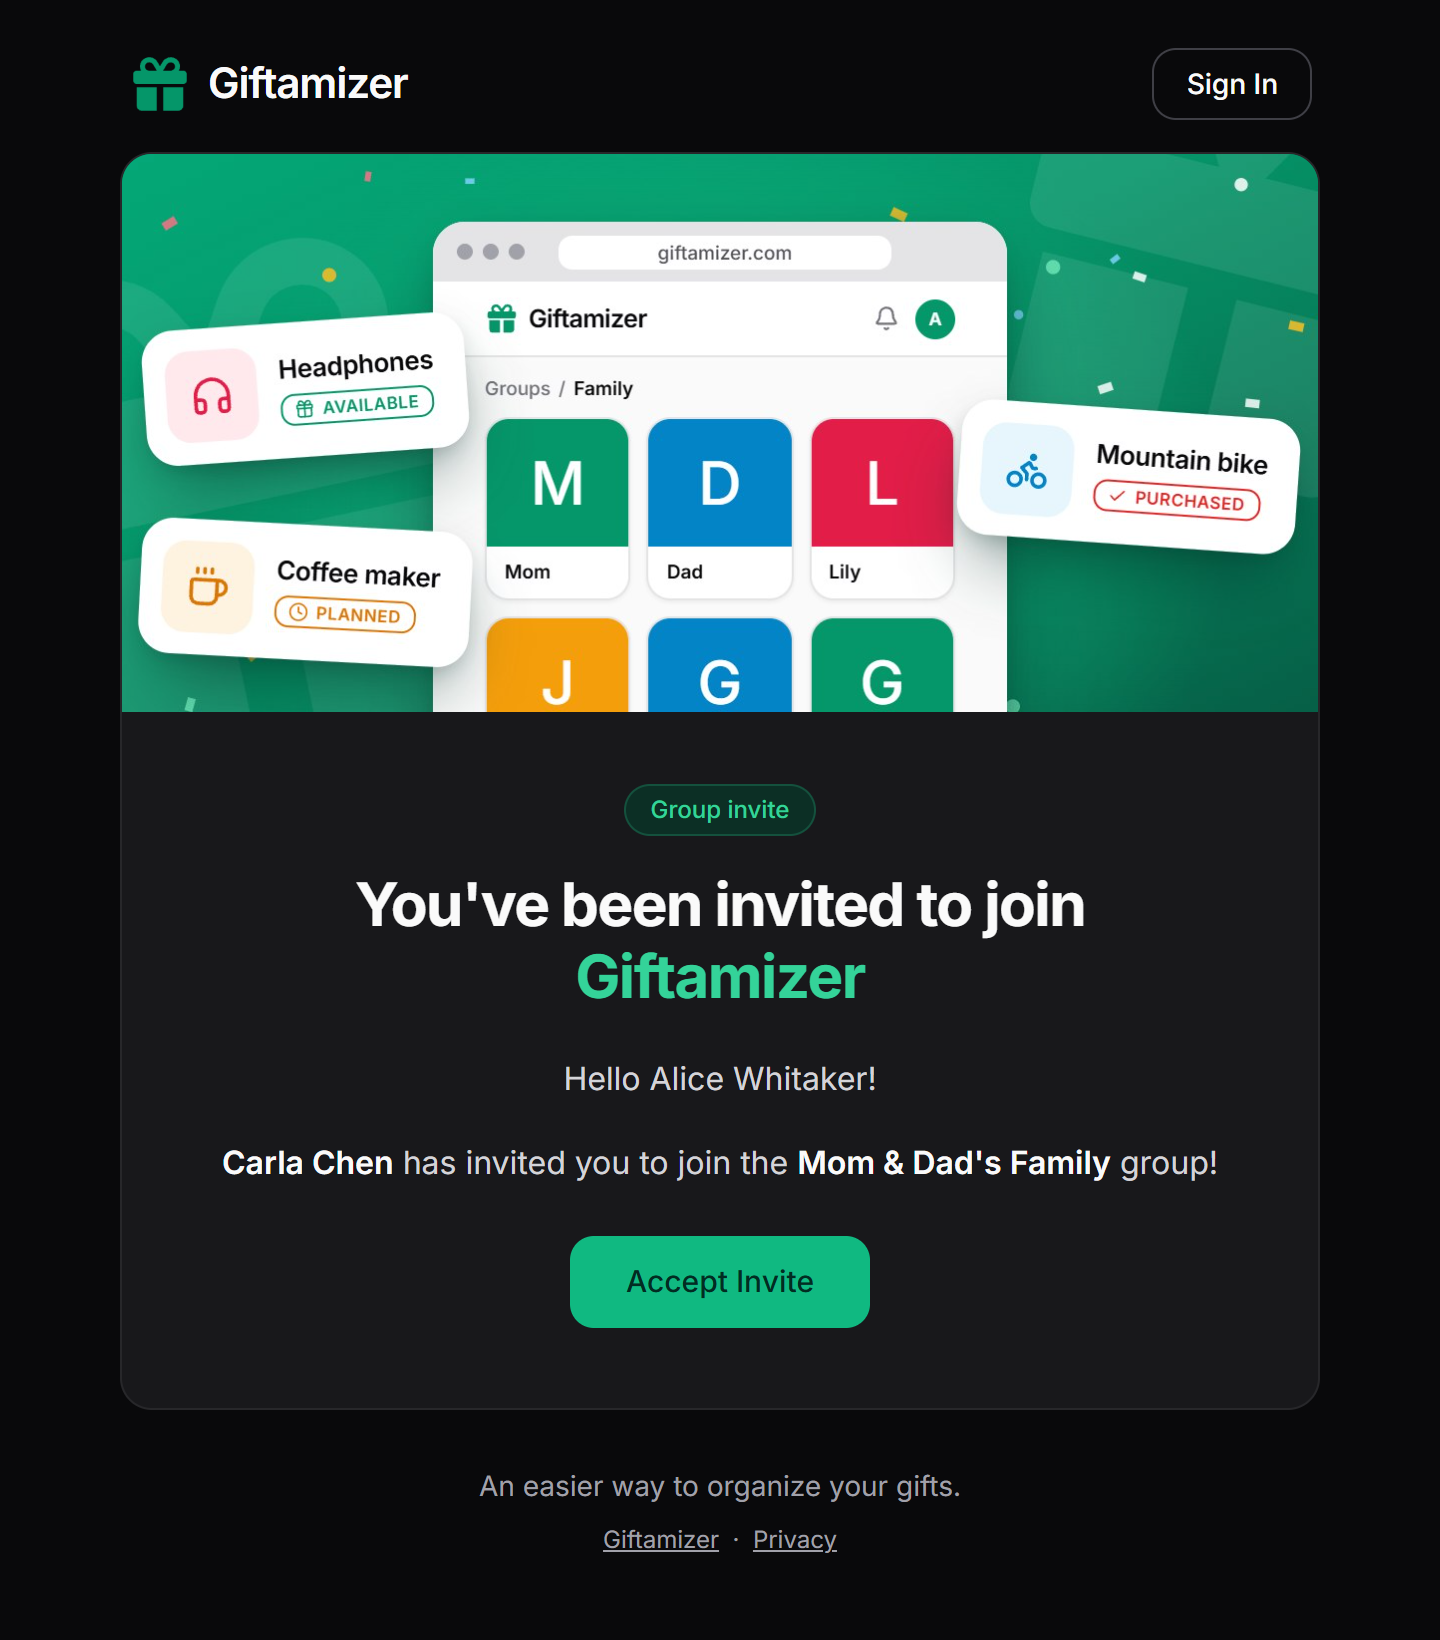 Giftamizer
Sign In
giftamizer.com
Giftamizer
A
Groups / Family
Headphones
AVAILABLE
Coffee maker
PLANNED
M
D
L
Mom
Dad
Lily
J
G
G
Mountain bike
PURCHASED
Group invite
You've been invited to join
Giftamizer
Hello Alice Whitaker!
Carla Chen has invited you to join the Mom & Dad's Family group!
Accept Invite
An easier way to organize your gifts.
Giftamizer · Privacy